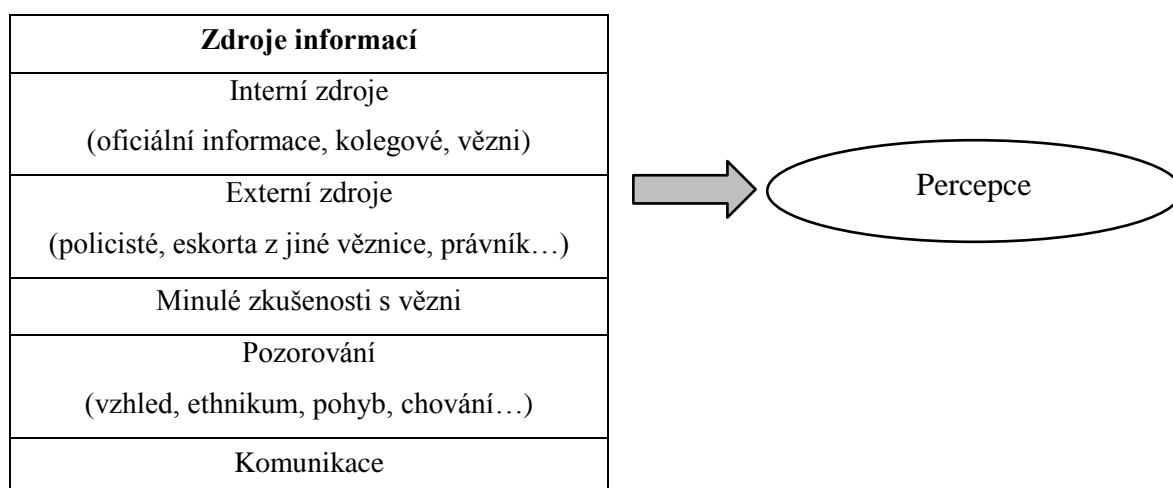 Zdroje informací
Interní zdroje
(oficiální informace, kolegové, vězni)
Externí zdroje
(policisté, eskorta z jiné věznice, právník…)
Minulé zkušenosti s vězni
Pozorování
(vzhled, ethnikum, pohyb, chování…)
Komunikace
Percepce